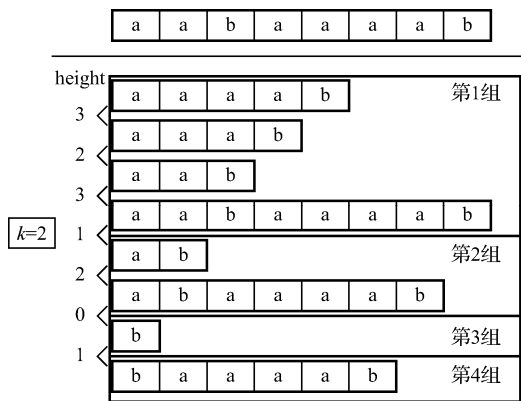 a a b a a a a b
height
a a a a b 第1组
3
a a a b
2
a a b
3
a a b a a a a b
k=2
1
a b 第2组
2
a b a a a a b
0
b 第3组
1
b a a a a b 第4组